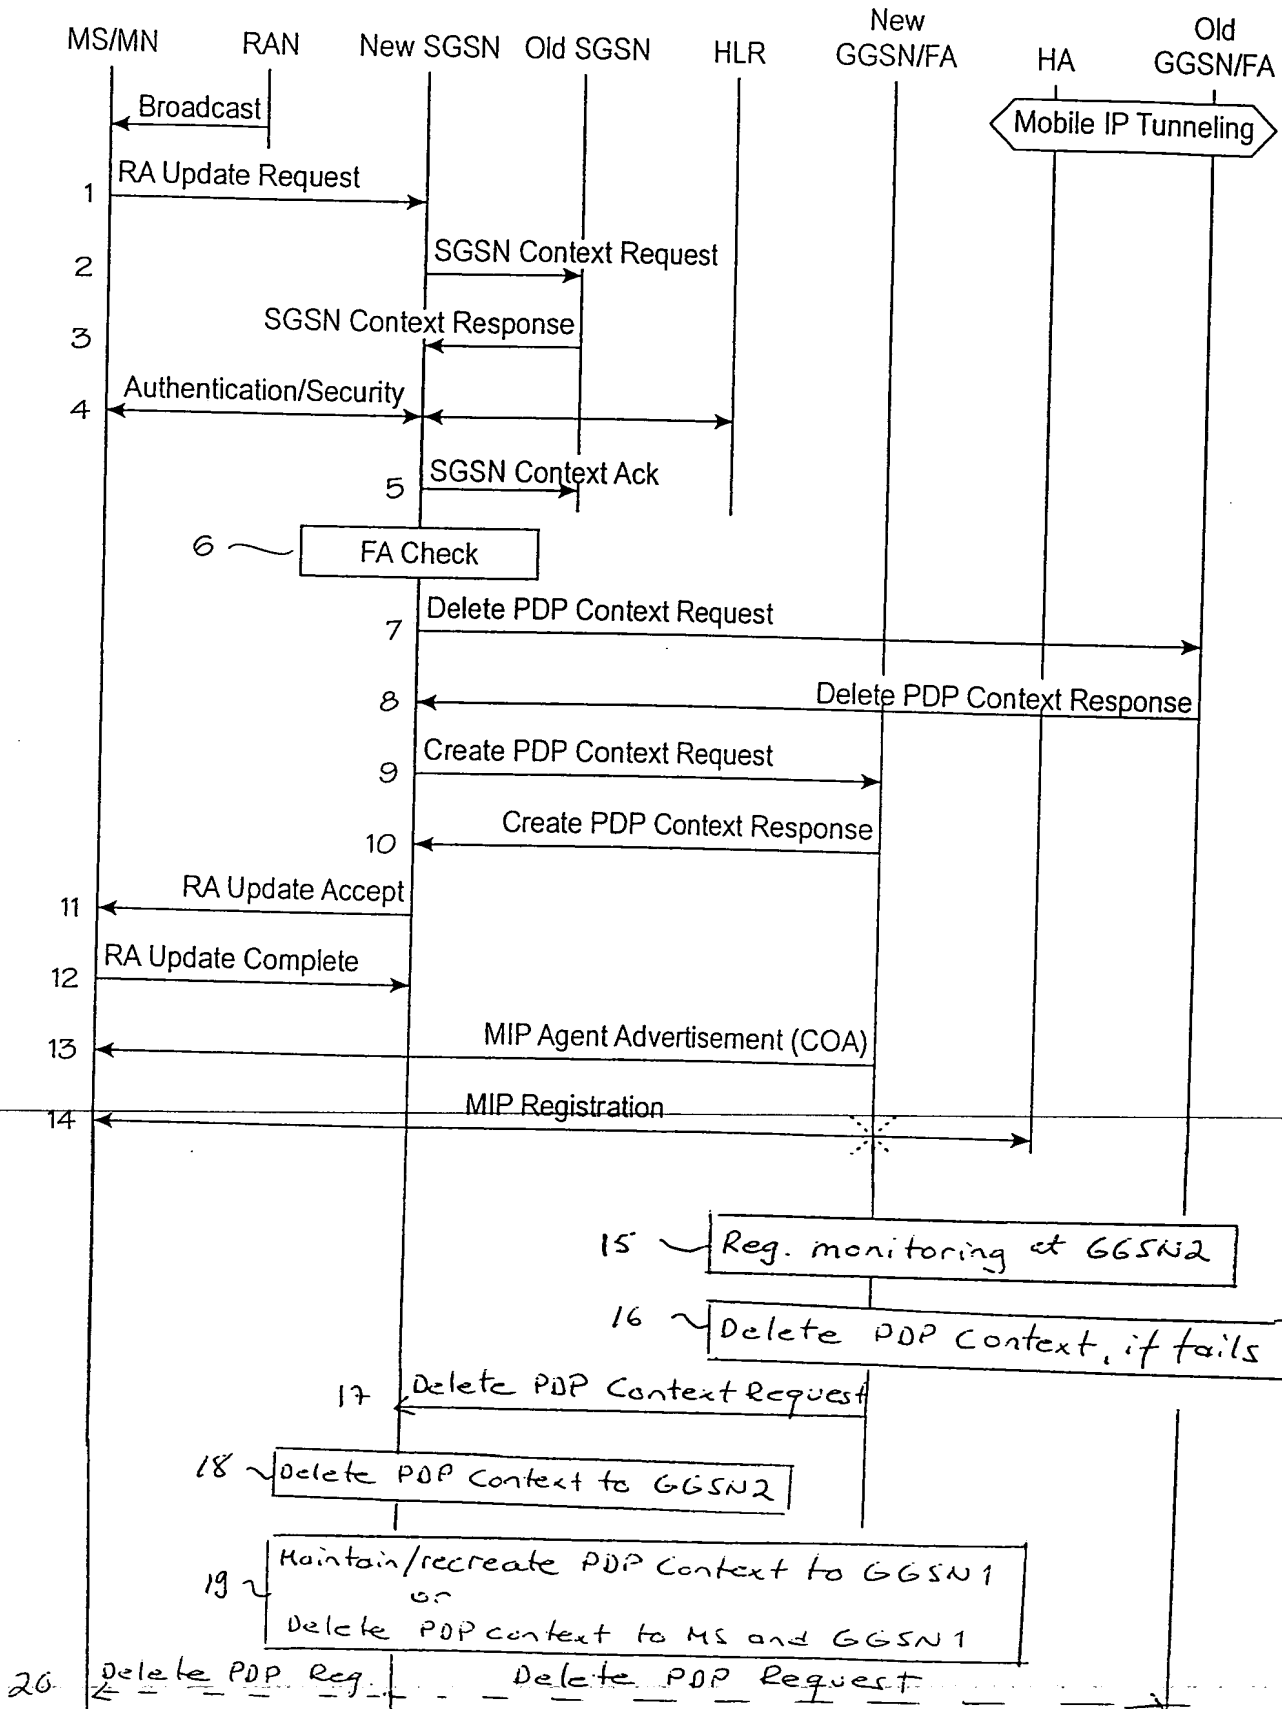 MS/MN RAN New SGSN Old SGSN HLR New GGSN/FA HA Old GGSN/FA
Broadcast
Mobile IP Tunneling
1 RA Update Request
2 SGSN Context Request
3 SGSN Context Response
4 Authentication/Security
5 SGSN Context Ack
6 FA Check
7 Delete PDP Context Request
8 Delete PDP Context Response
9 Create PDP Context Request
10 Create PDP Context Response
11 RA Update Accept
12 RA Update Complete
13 MIP Agent Advertisement (COA)
14 MIP Registration
15 Reg. monitoring at GGSN2
16 Delete PDP Context, if fails
17 Delete PDP Context Request
18 Delete PDP Context to GGSN2
19 Maintain/recreate PDP Context to GGSN1
or
Delete PDP context to MS and GGSN1
20 Delete PDP Req. Delete PDP Request